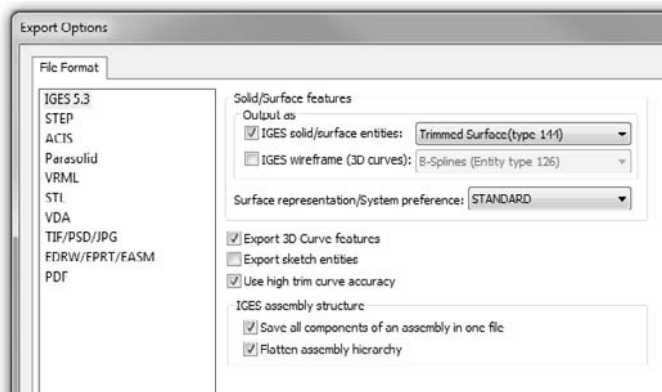 Export Options
File Format
IGES 5.3
STEP
ACIS
Parasolid
VRML
STL
VDA
TIF/PSD/JPG
EDRW/EPRT/EASM
PDF
Solid/Surface features
Output as
IGES solid/surface entities: Trimmed Surface(type 144)
IGES wireframe (3D curves): B-Splines (Entity type 126)
Surface representation/System preference: STANDARD
Export 3D Curve features
Export sketch entities
Use high trim curve accuracy
IGES assembly structure
Save all components of an assembly in one file
Flatten assembly hierarchy